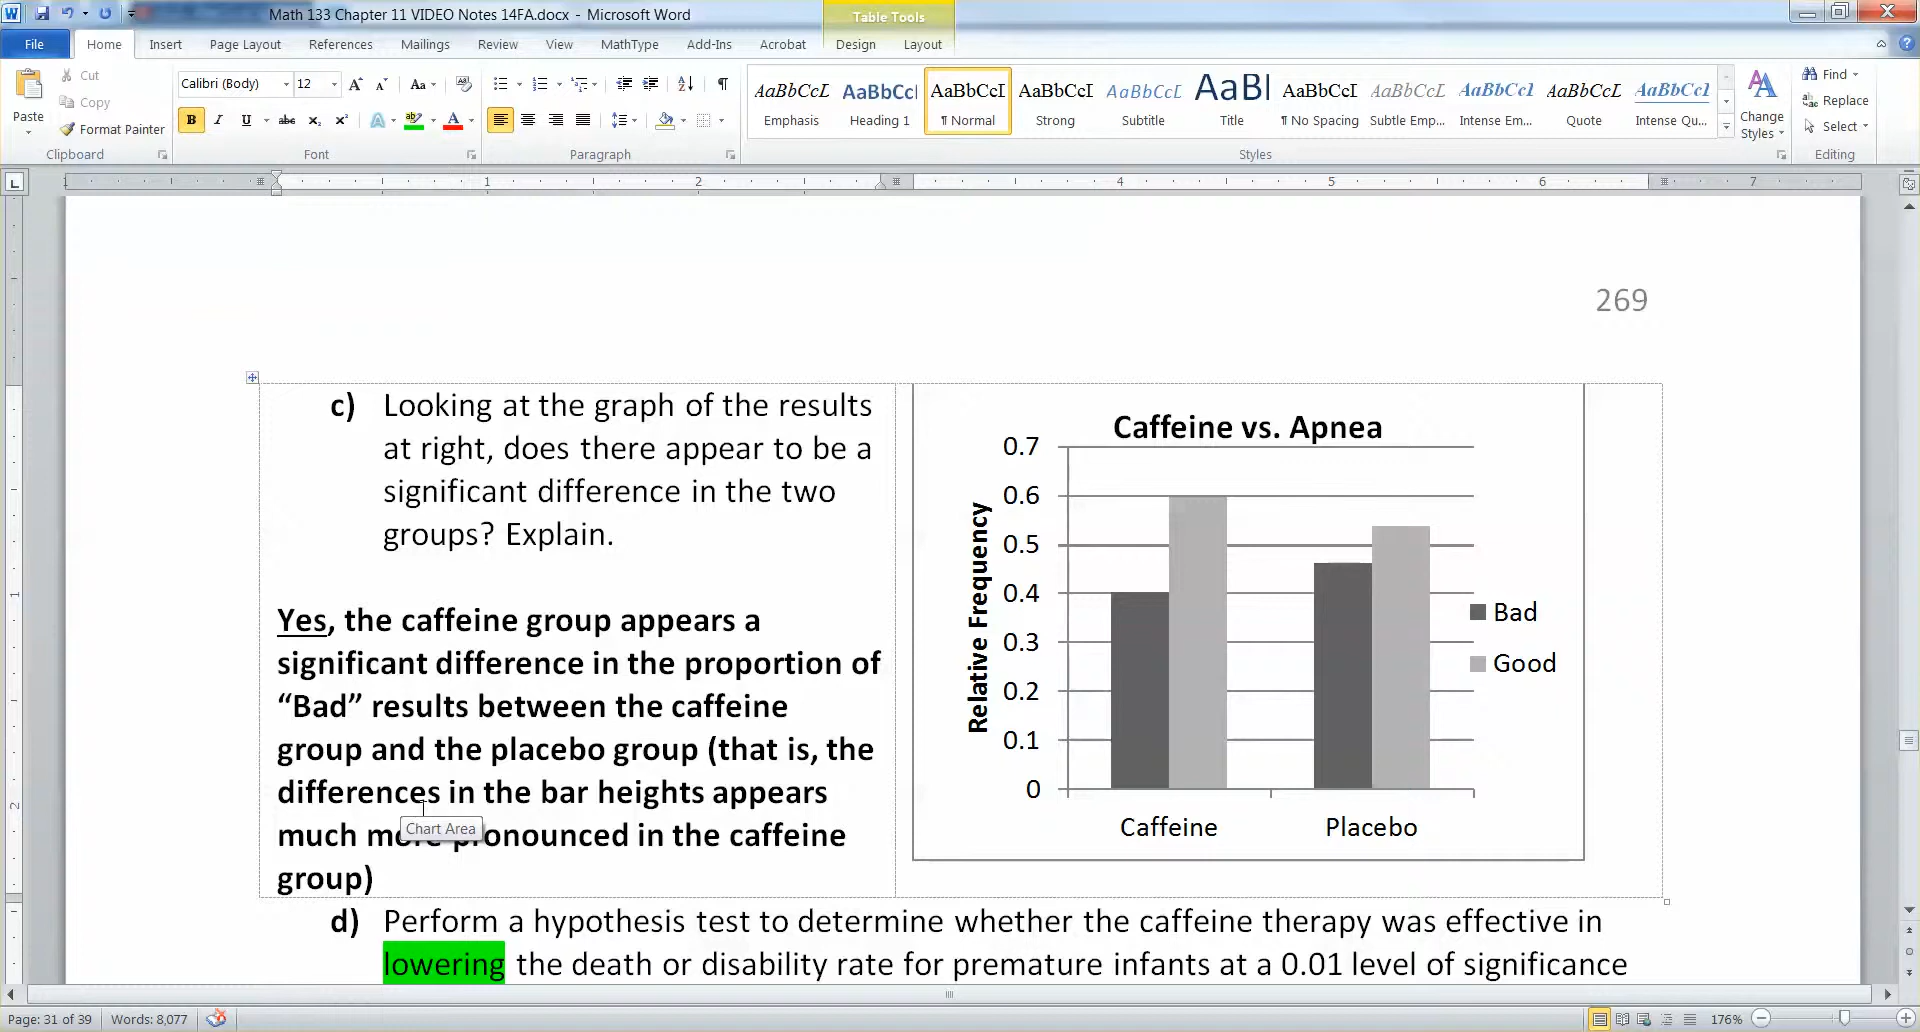 Math 133 Chapter 11 VIDEO Notes 14FA.docx - Microsoft Word
Table Tools
File Home Insert Page Layout References Mailings Review View MathType Add-Ins Acrobat Design Layout
Cut
Copy
Format Painter
Paste
Clipboard
Calibri (Body) 12
Font
Paragraph
AaBbCcL AaBbCcI AaBbCcI AaBbCcI AaBbCcL AaBI AaBbCcI AaBbCcL AaBbCcI AaBbCcL AaBbCc1
Emphasis Heading 1 ¶ Normal Strong Subtitle Title ¶ No Spacing Subtle Emp... Intense Em... Quote Intense Qu...
Change Styles
Styles
Find
Replace
Select
Editing
1 1 2 4 5 6 7
269
c) Looking at the graph of the results
at right, does there appear to be a
significant difference in the two
groups? Explain.
Yes, the caffeine group appears a
significant difference in the proportion of
“Bad” results between the caffeine
group and the placebo group (that is, the
differences in the bar heights appears
much more pronounced in the caffeine
group)
Chart Area
Caffeine vs. Apnea
Relative Frequency
0.7
0.6
0.5
0.4
0.3
0.2
0.1
0
Caffeine Placebo
Bad
Good
d) Perform a hypothesis test to determine whether the caffeine therapy was effective in
lowering the death or disability rate for premature infants at a 0.01 level of significance
Page: 31 of 39 Words: 8,077 176%